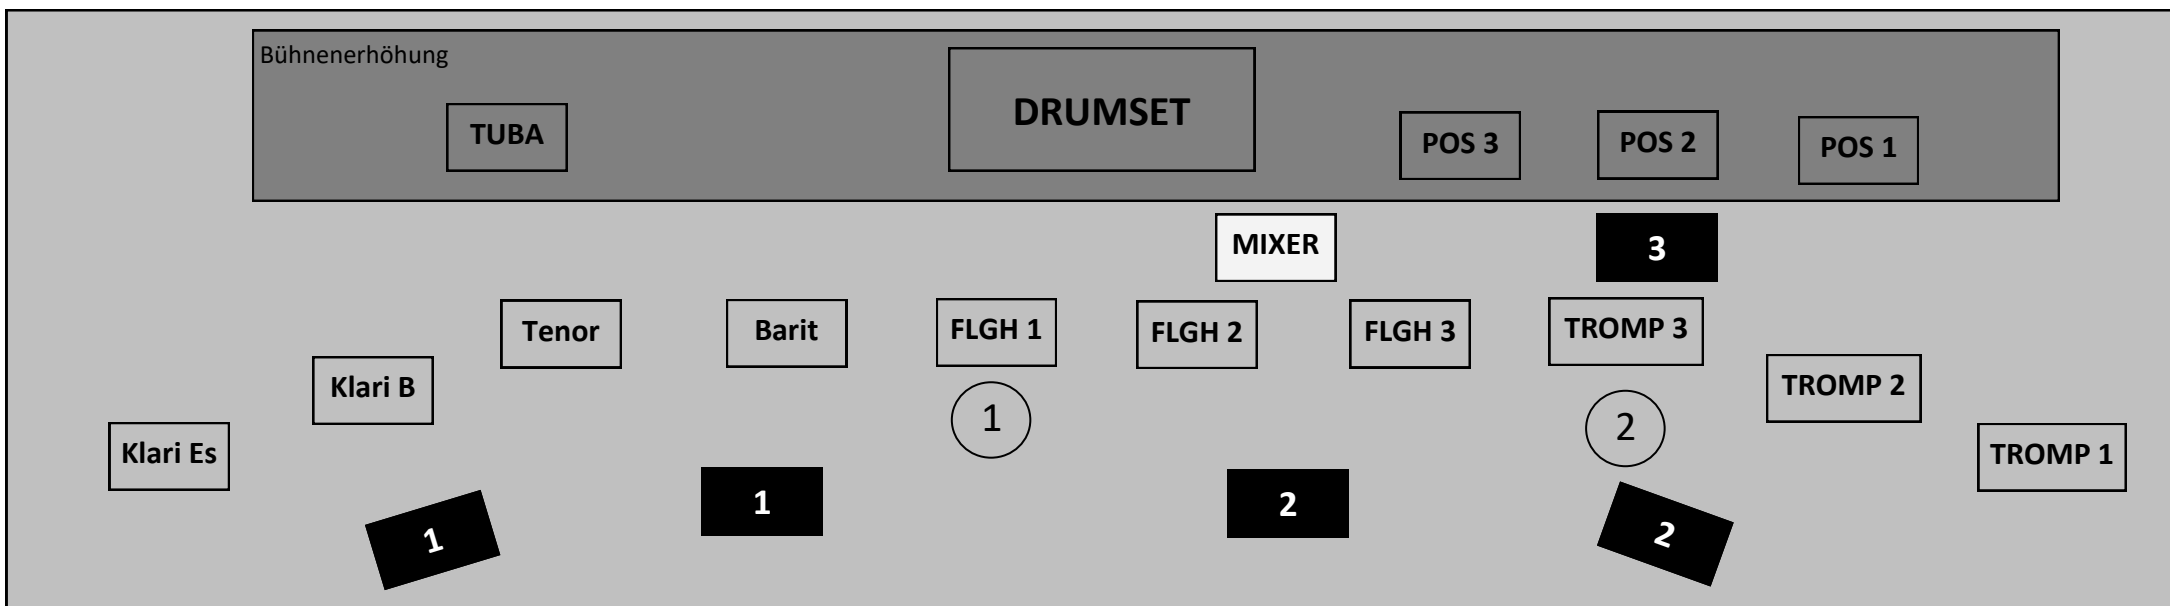 Bühnenerhöhung
DRUMSET
TUBA
POS 3
POS 2
POS 1
MIXER
3
Tenor
Barit
FLGH 1
FLGH 2
FLGH 3
TROMP 3
Klari B
TROMP 2
1
2
Klari Es
TROMP 1
1
1
2
2